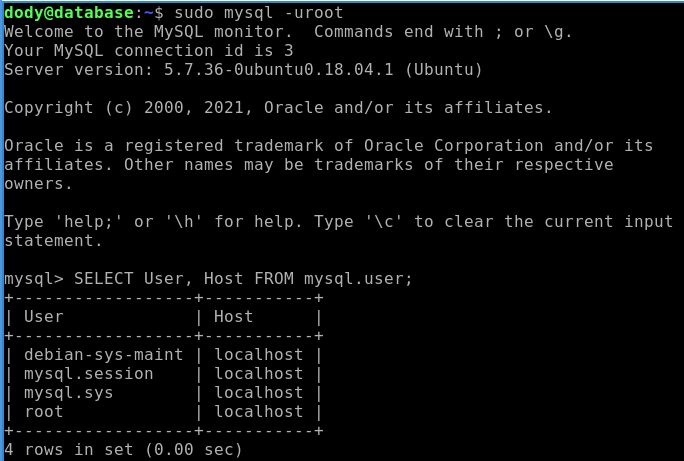 dody@database:~$ sudo mysql -uroot
Welcome to the MySQL monitor.  Commands end with ; or \g.
Your MySQL connection id is 3
Server version: 5.7.36-0ubuntu0.18.04.1 (Ubuntu)

Copyright (c) 2000, 2021, Oracle and/or its affiliates.

Oracle is a registered trademark of Oracle Corporation and/or its
affiliates. Other names may be trademarks of their respective
owners.

Type 'help;' or '\h' for help. Type '\c' to clear the current input
statement.

mysql> SELECT User, Host FROM mysql.user;
+------------------+-----------+
| User             | Host      |
+------------------+-----------+
| debian-sys-maint | localhost |
| mysql.session    | localhost |
| mysql.sys        | localhost |
| root             | localhost |
+------------------+-----------+
4 rows in set (0.00 sec)